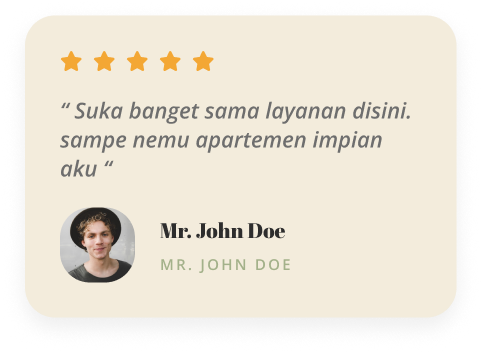 “ Suka banget sama layanan disini.
sampe nemu apartemen impian
aku “
Mr. John Doe
MR. JOHN DOE